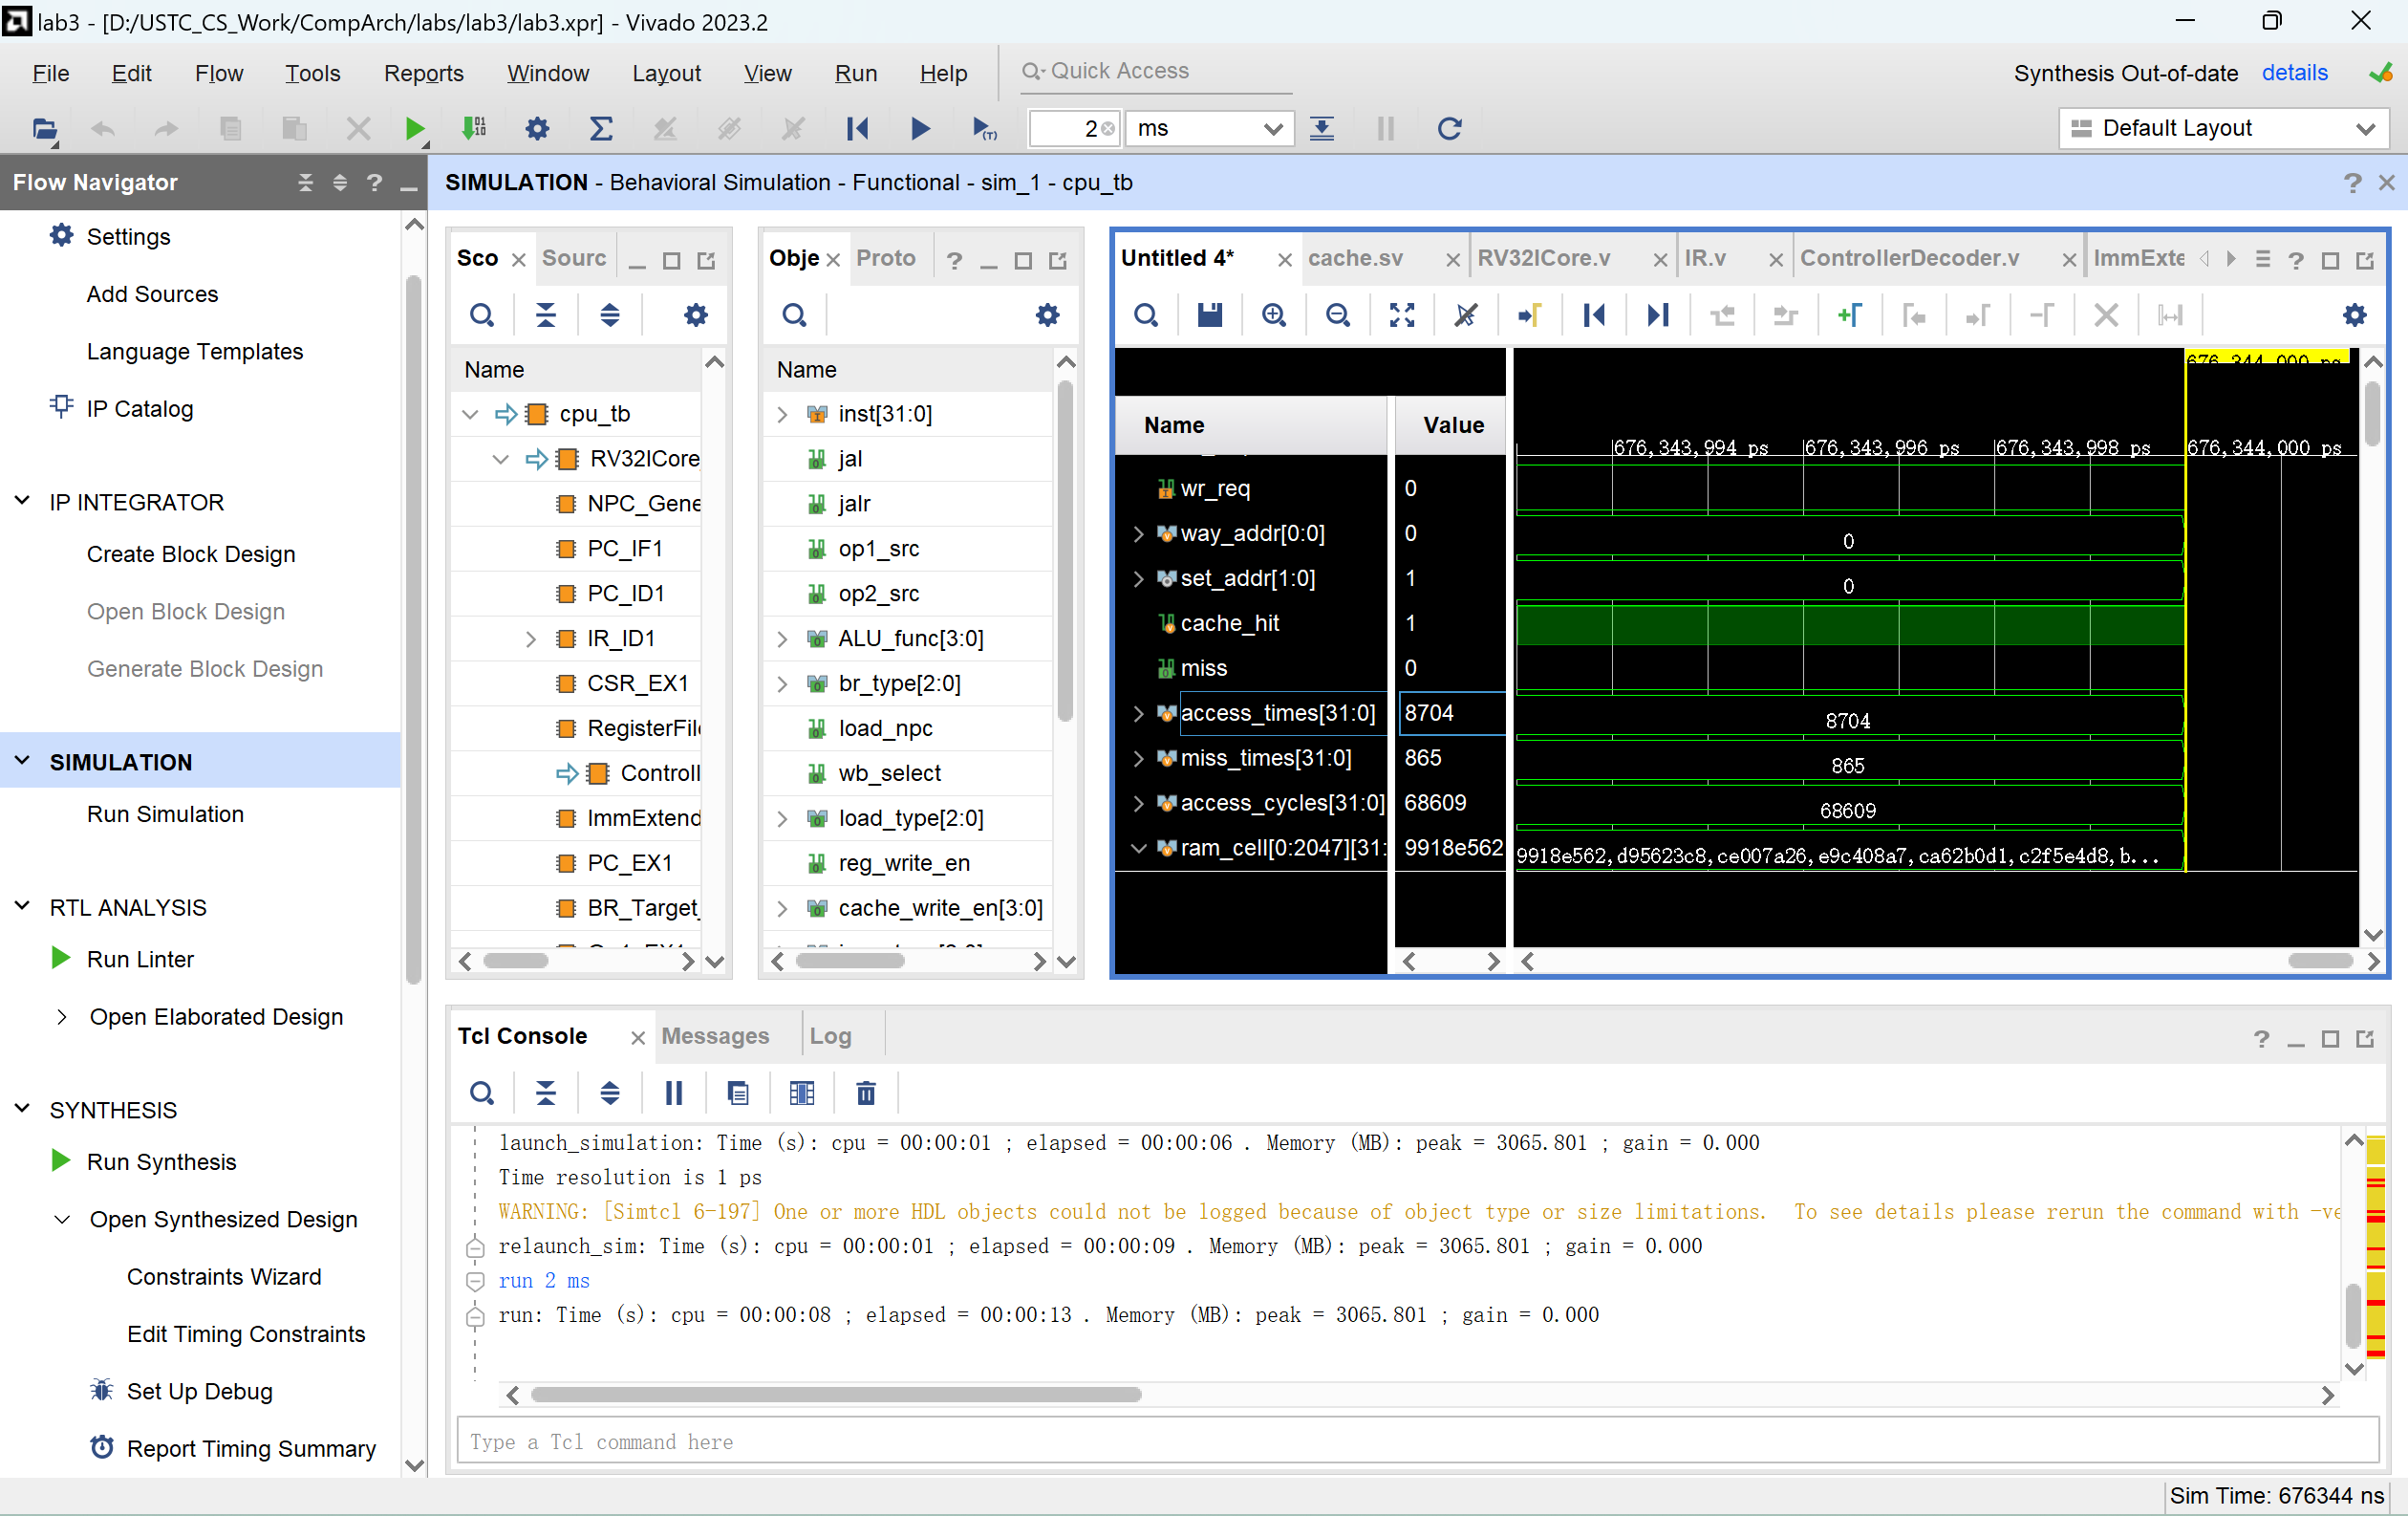 lab3 - [D:/USTC_CS_Work/CompArch/labs/lab3/lab3.xpr] - Vivado 2023.2
File Edit Flow Tools Reports Window Layout View Run Help Quick Access
Synthesis Out-of-date details
2 ms
Default Layout
Flow Navigator
Settings
Add Sources
Language Templates
IP Catalog
IP INTEGRATOR
Create Block Design
Open Block Design
Generate Block Design
SIMULATION
Run Simulation
RTL ANALYSIS
Run Linter
Open Elaborated Design
SYNTHESIS
Run Synthesis
Open Synthesized Design
Constraints Wizard
Edit Timing Constraints
Set Up Debug
Report Timing Summary
SIMULATION - Behavioral Simulation - Functional - sim_1 - cpu_tb
Sco Sourc
Name
cpu_tb
RV32ICore
NPC_Gene
PC_IF1
PC_ID1
IR_ID1
CSR_EX1
RegisterFil
Controll
ImmExtend
PC_EX1
BR_Target_
Obje Proto
Name
inst[31:0]
jal
jalr
op1_src
op2_src
ALU_func[3:0]
br_type[2:0]
load_npc
wb_select
load_type[2:0]
reg_write_en
cache_write_en[3:0]
Untitled 4* cache.sv RV32ICore.v IR.v ControllerDecoder.v ImmExte
676,344,000 ps
Name Value
676,343,994 ps 676,343,996 ps 676,343,998 ps 676,344,000 ps
wr_req 0
way_addr[0:0] 0 0
set_addr[1:0] 1 0
cache_hit 1
miss 0
access_times[31:0] 8704 8704
miss_times[31:0] 865 865
access_cycles[31:0] 68609 68609
ram_cell[0:2047][31: 9918e562 9918e562,d95623c8,ce007a26,e9c408a7,ca62b0d1,c2f5e4d8,b...
Tcl Console Messages Log
launch_simulation: Time (s): cpu = 00:00:01 ; elapsed = 00:00:06 . Memory (MB): peak = 3065.801 ; gain = 0.000
Time resolution is 1 ps
WARNING: [Simtcl 6-197] One or more HDL objects could not be logged because of object type or size limitations.  To see details please rerun the command with -ve
relaunch_sim: Time (s): cpu = 00:00:01 ; elapsed = 00:00:09 . Memory (MB): peak = 3065.801 ; gain = 0.000
run 2 ms
run: Time (s): cpu = 00:00:08 ; elapsed = 00:00:13 . Memory (MB): peak = 3065.801 ; gain = 0.000
Type a Tcl command here
Sim Time: 676344 ns